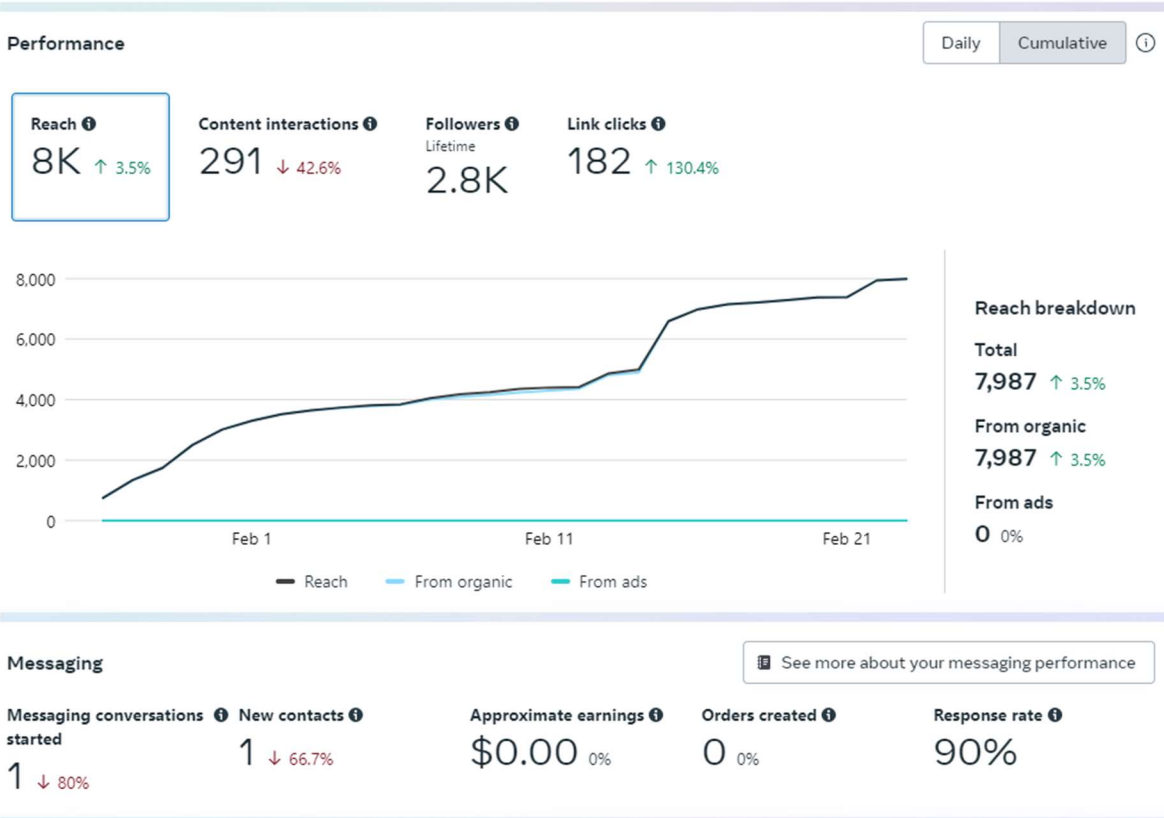 Performance
Daily
Cumulative
Reach
8K ↑ 3.5%
Content interactions
291 ↓ 42.6%
Followers
Lifetime
2.8K
Link clicks
182 ↑ 130.4%
8,000
6,000
4,000
2,000
0
Feb 1
Feb 11
Feb 21
Reach
From organic
From ads
Reach breakdown
Total
7,987 ↑ 3.5%
From organic
7,987 ↑ 3.5%
From ads
0 0%
Messaging
See more about your messaging performance
Messaging conversations
started
1 ↓ 80%
New contacts
1 ↓ 66.7%
Approximate earnings
$0.00 0%
Orders created
0 0%
Response rate
90%